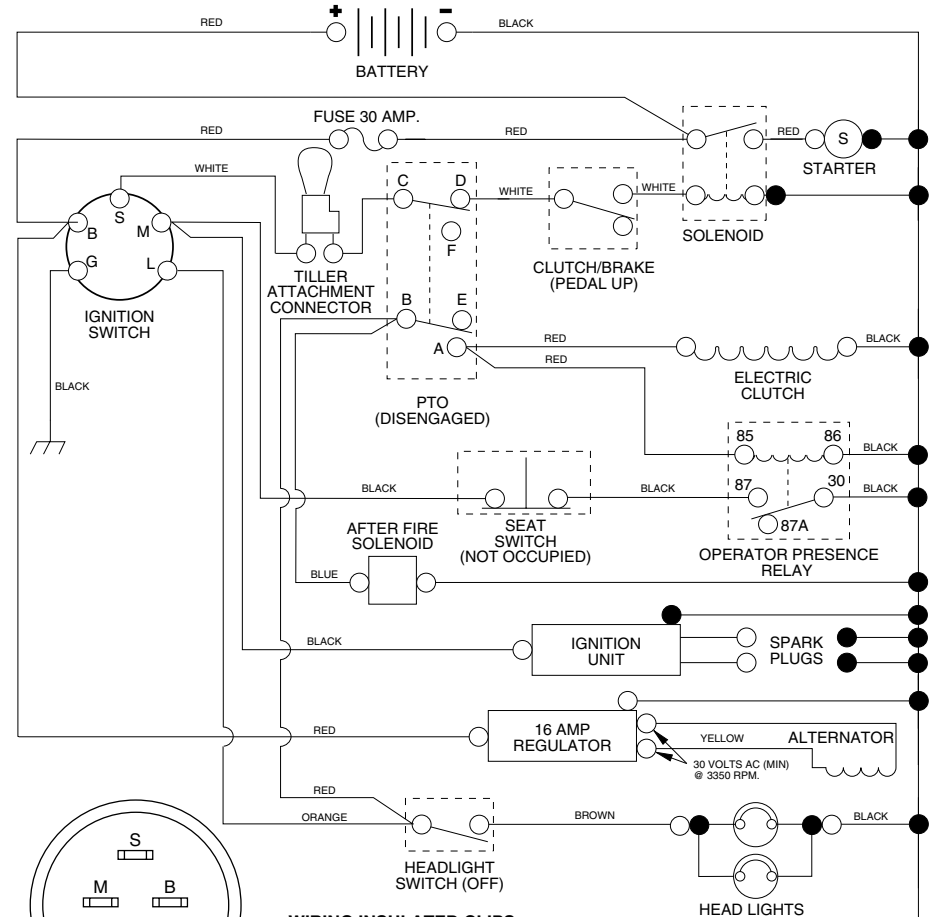 + -
RED
BLACK
BATTERY
FUSE 30 AMP.
RED
RED
RED
S
STARTER
WHITE
C
D
WHITE
WHITE
S
B
M
F
SOLENOID
G
L
TILLER
ATTACHMENT
CONNECTOR
CLUTCH/BRAKE
(PEDAL UP)
IGNITION
SWITCH
B
E
A
RED
BLACK
RED
ELECTRIC
CLUTCH
BLACK
PTO
(DISENGAGED)
85
86
BLACK
BLACK
BLACK
87
30
BLACK
87A
SEAT
SWITCH
(NOT OCCUPIED)
AFTER FIRE
SOLENOID
OPERATOR PRESENCE
RELAY
BLUE
BLACK
IGNITION
UNIT
SPARK
PLUGS
RED
16 AMP
REGULATOR
YELLOW
ALTERNATOR
30 VOLTS AC (MIN)
@ 3350 RPM.
RED
ORANGE
BROWN
BLACK
HEADLIGHT
SWITCH (OFF)
HEAD LIGHTS
S
M
B
WIRING INSULATED CLIPS